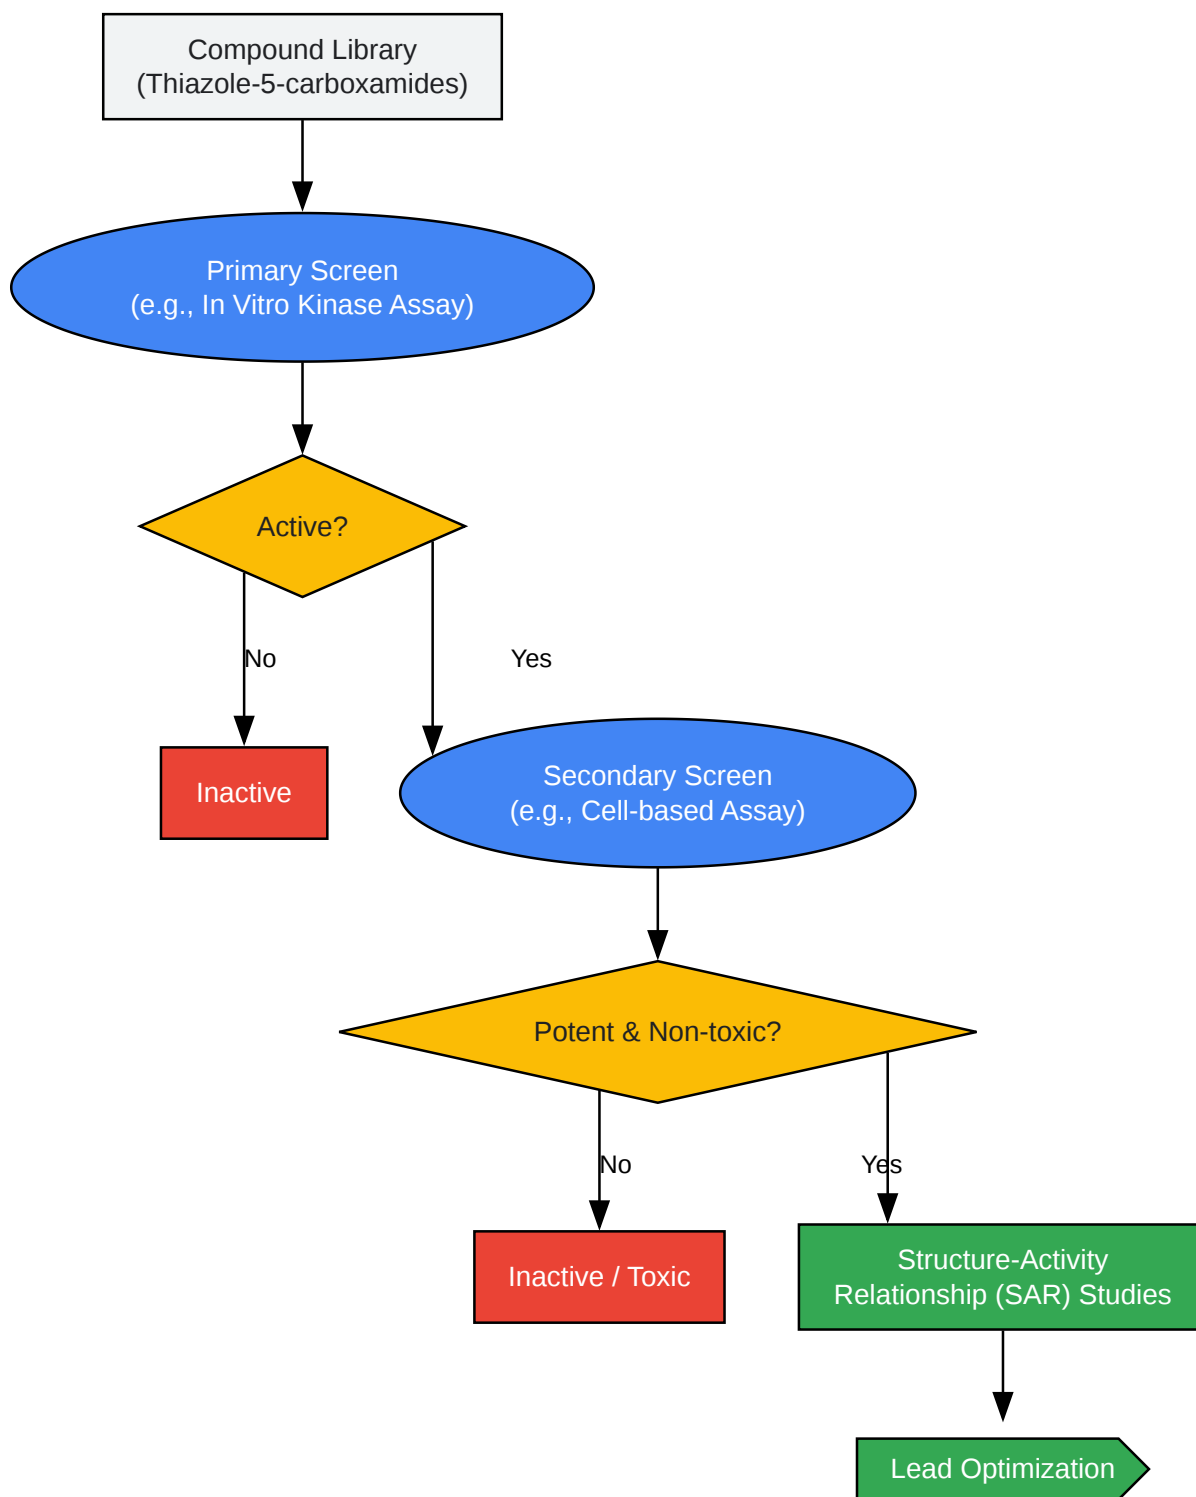 Compound Library
(Thiazole-5-carboxamides)
Primary Screen
(e.g., In Vitro Kinase Assay)
Active?
No
Yes
Inactive
Secondary Screen
(e.g., Cell-based Assay)
Potent & Non-toxic?
No
Yes
Inactive / Toxic
Structure-Activity
Relationship (SAR) Studies
Lead Optimization